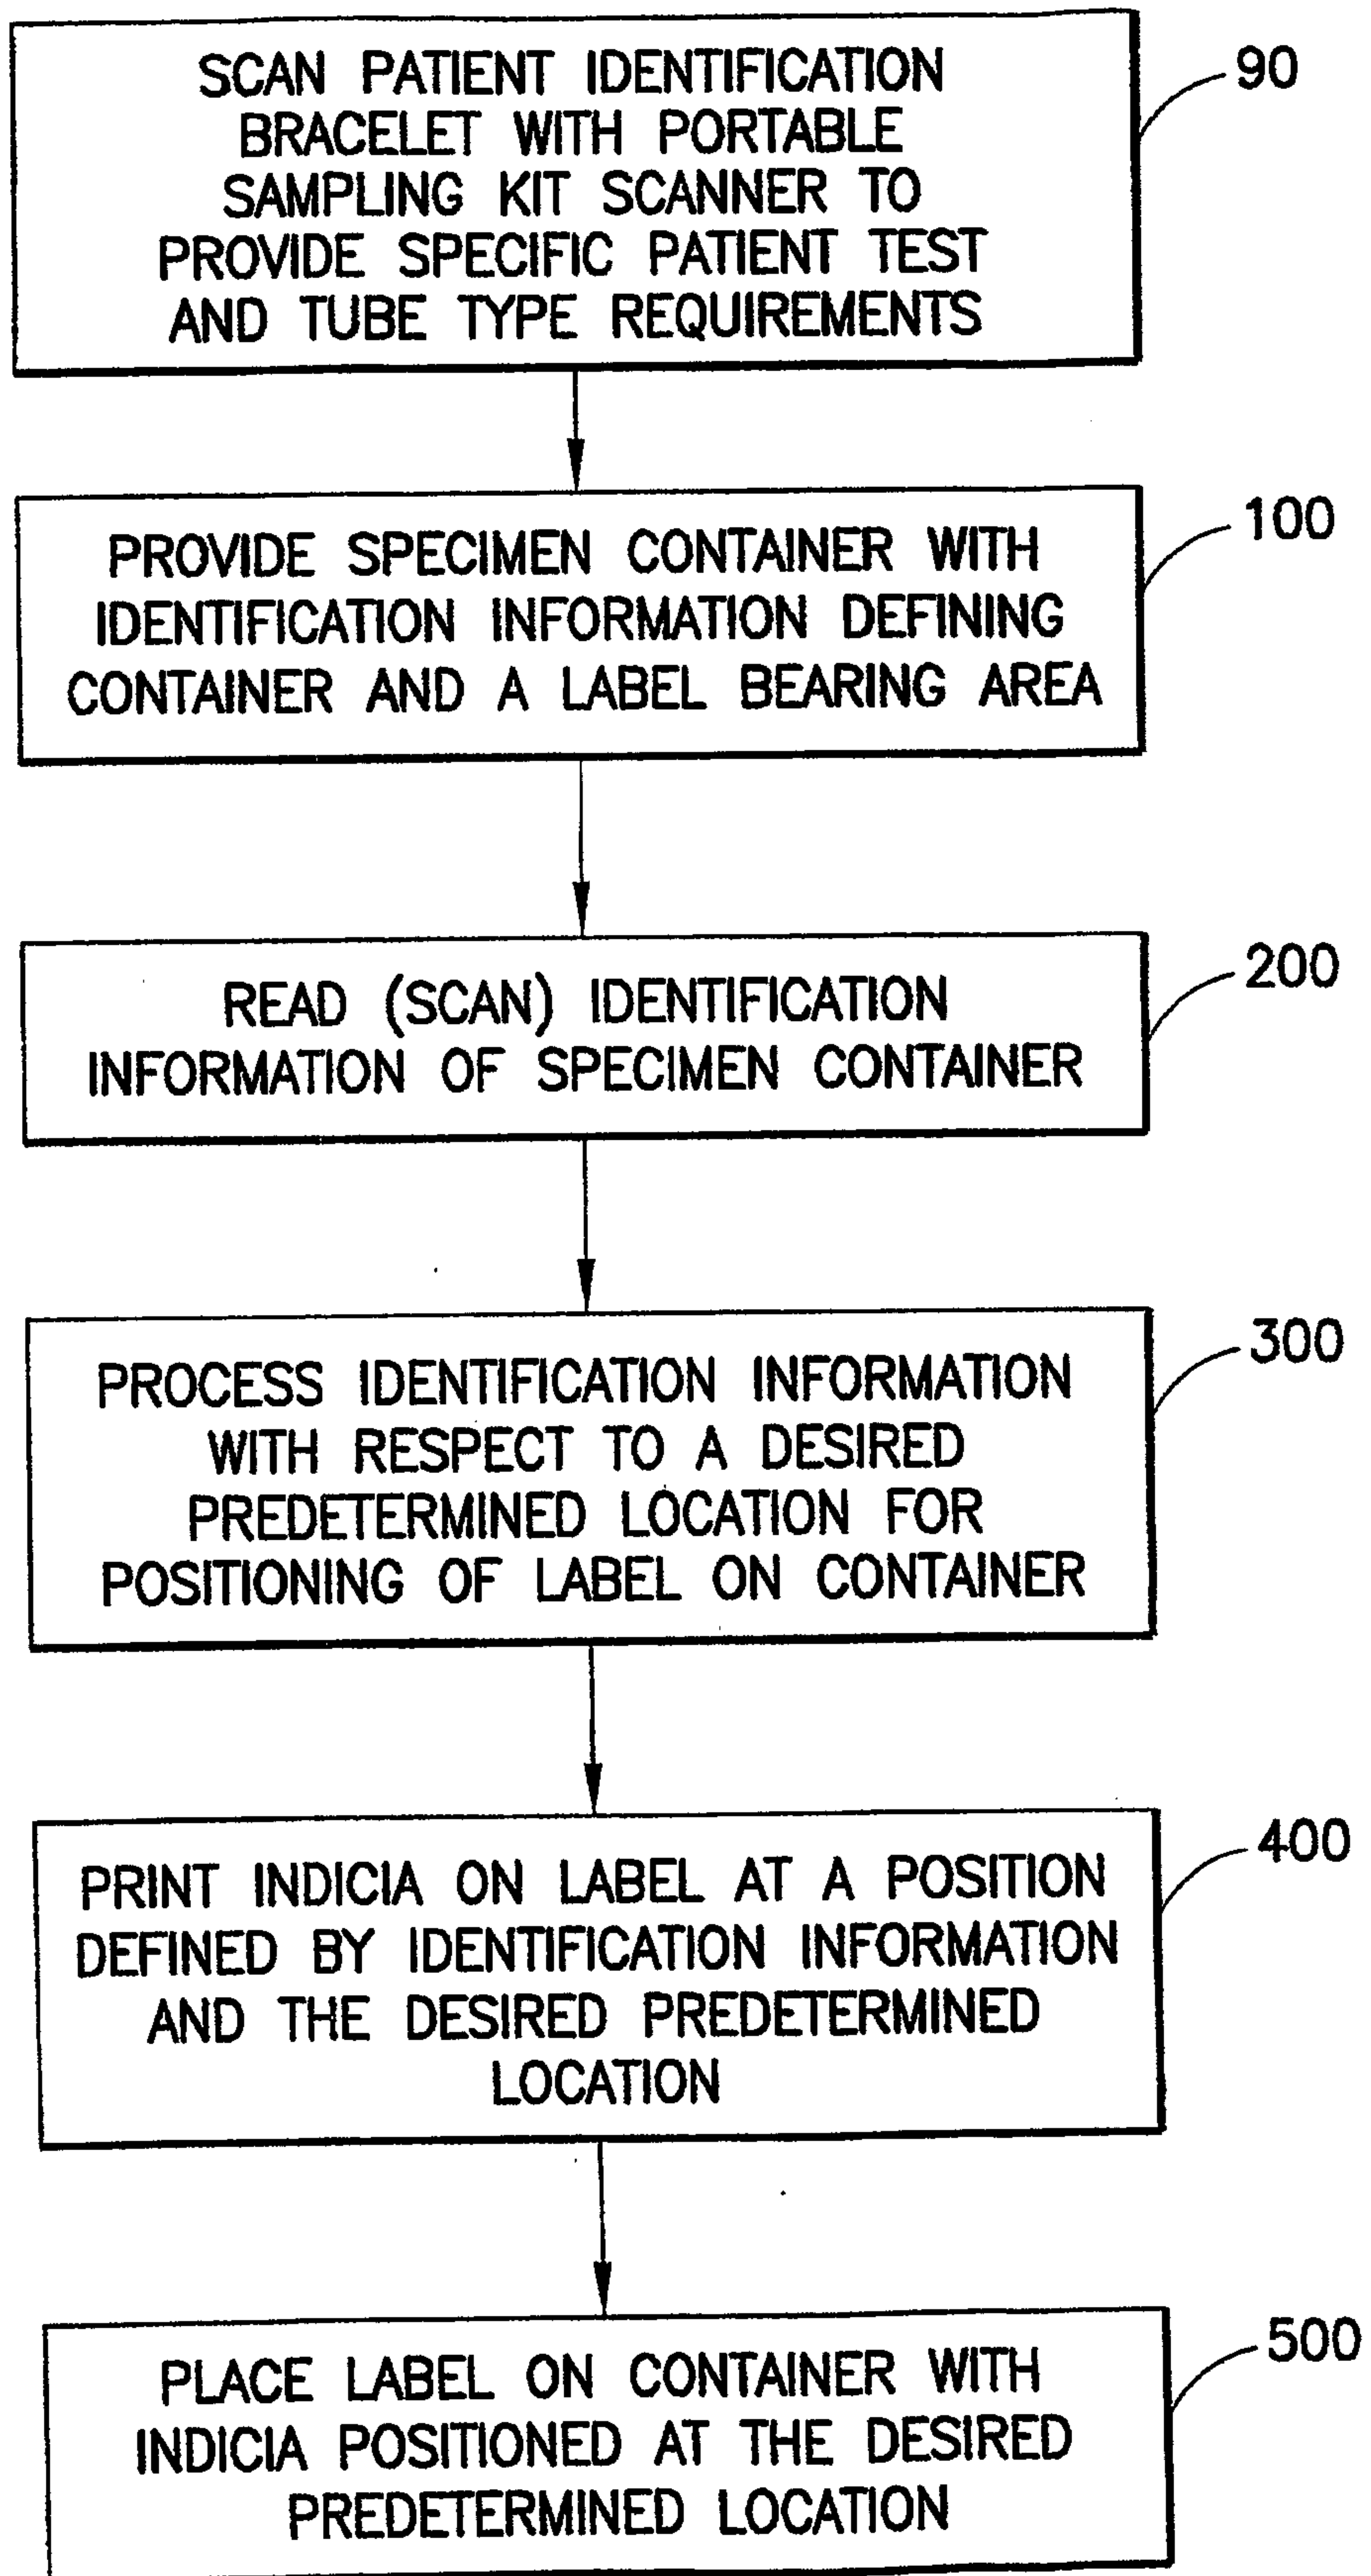 SCAN PATIENT IDENTIFICATION
BRACELET WITH PORTABLE
SAMPLING KIT SCANNER TO
PROVIDE SPECIFIC PATIENT TEST
AND TUBE TYPE REQUIREMENTS
90
PROVIDE SPECIMEN CONTAINER WITH
IDENTIFICATION INFORMATION DEFINING
CONTAINER AND A LABEL BEARING AREA
100
READ (SCAN) IDENTIFICATION
INFORMATION OF SPECIMEN CONTAINER
200
PROCESS IDENTIFICATION INFORMATION
WITH RESPECT TO A DESIRED
PREDETERMINED LOCATION FOR
POSITIONING OF LABEL ON CONTAINER
300
PRINT INDICIA ON LABEL AT A POSITION
DEFINED BY IDENTIFICATION INFORMATION
AND THE DESIRED PREDETERMINED
LOCATION
400
PLACE LABEL ON CONTAINER WITH
INDICIA POSITIONED AT THE DESIRED
PREDETERMINED LOCATION
500